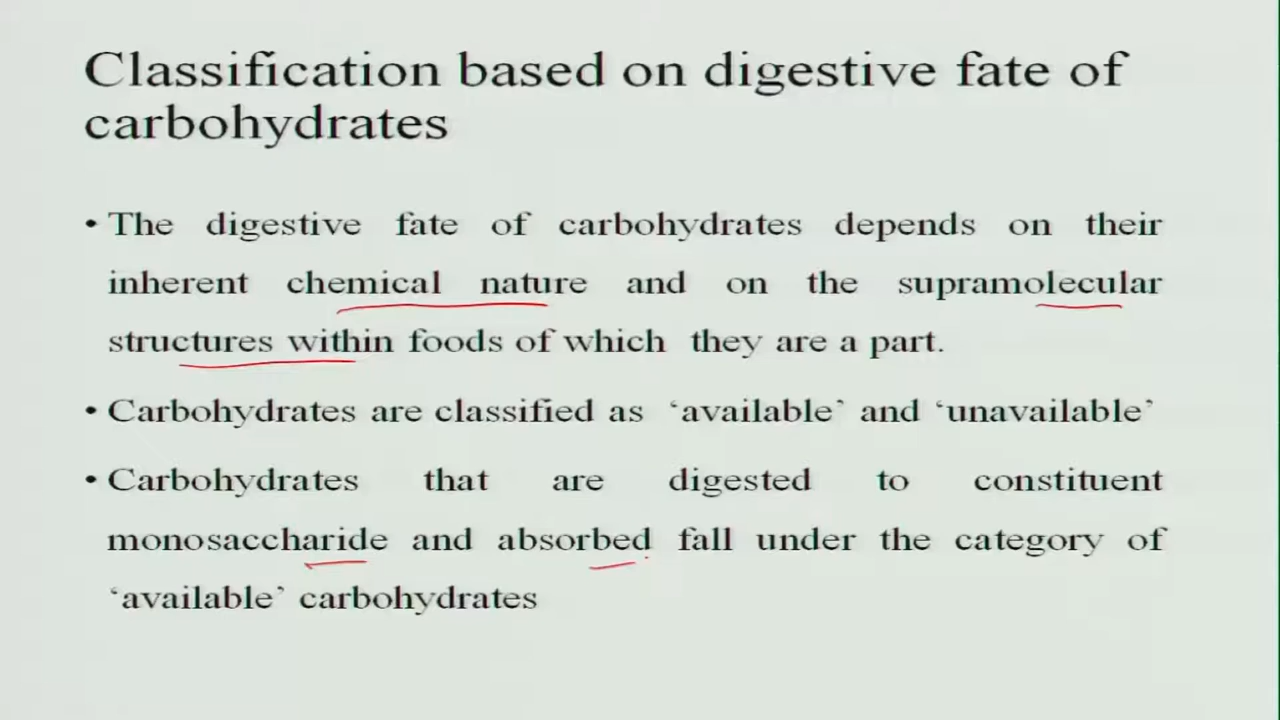 Classification based on digestive fate of
carbohydrates
• The digestive fate of carbohydrates depends on their
inherent chemical nature and on the supramolecular
structures within foods of which they are a part.
• Carbohydrates are classified as ‘available’ and ‘unavailable’
• Carbohydrates that are digested to constituent
monosaccharide and absorbed fall under the category of
‘available’ carbohydrates